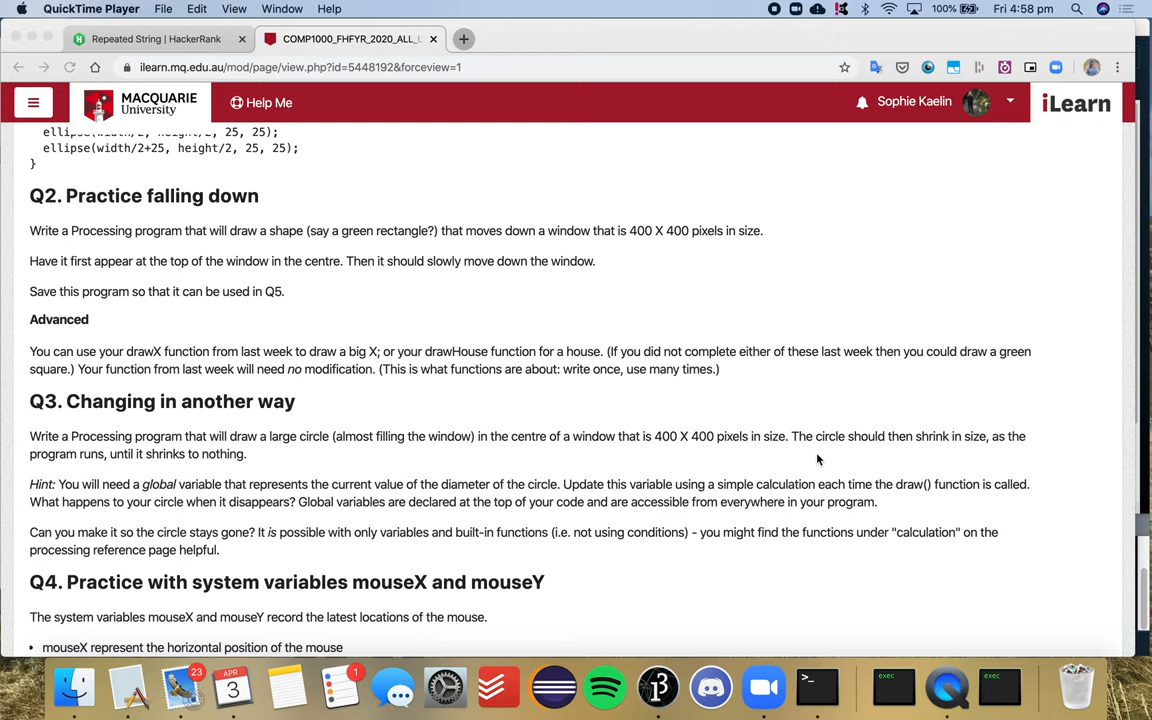 QuickTime Player File Edit View Window Help 100% Fri 4:58 pm
Repeated String | HackerRank COMP1000_FHFYR_2020_ALL_
ilearn.mq.edu.au/mod/page/view.php?id=5448192&forceview=1
MACQUARIE University Help Me Sophie Kaelin iLearn
ellipse(width/2, height/2, 25, 25);
ellipse(width/2+25, height/2, 25, 25);
}
Q2. Practice falling down
Write a Processing program that will draw a shape (say a green rectangle?) that moves down a window that is 400 X 400 pixels in size.
Have it first appear at the top of the window in the centre. Then it should slowly move down the window.
Save this program so that it can be used in Q5.
Advanced
You can use your drawX function from last week to draw a big X; or your drawHouse function for a house. (If you did not complete either of these last week then you could draw a green
square.) Your function from last week will need no modification. (This is what functions are about: write once, use many times.)
Q3. Changing in another way
Write a Processing program that will draw a large circle (almost filling the window) in the centre of a window that is 400 X 400 pixels in size. The circle should then shrink in size, as the
program runs, until it shrinks to nothing.
Hint: You will need a global variable that represents the current value of the diameter of the circle. Update this variable using a simple calculation each time the draw() function is called.
What happens to your circle when it disappears? Global variables are declared at the top of your code and are accessible from everywhere in your program.
Can you make it so the circle stays gone? It is possible with only variables and built-in functions (i.e. not using conditions) - you might find the functions under "calculation" on the
processing reference page helpful.
Q4. Practice with system variables mouseX and mouseY
The system variables mouseX and mouseY record the latest locations of the mouse.
• mouseX represent the horizontal position of the mouse
23 APR 3 1 exec exec